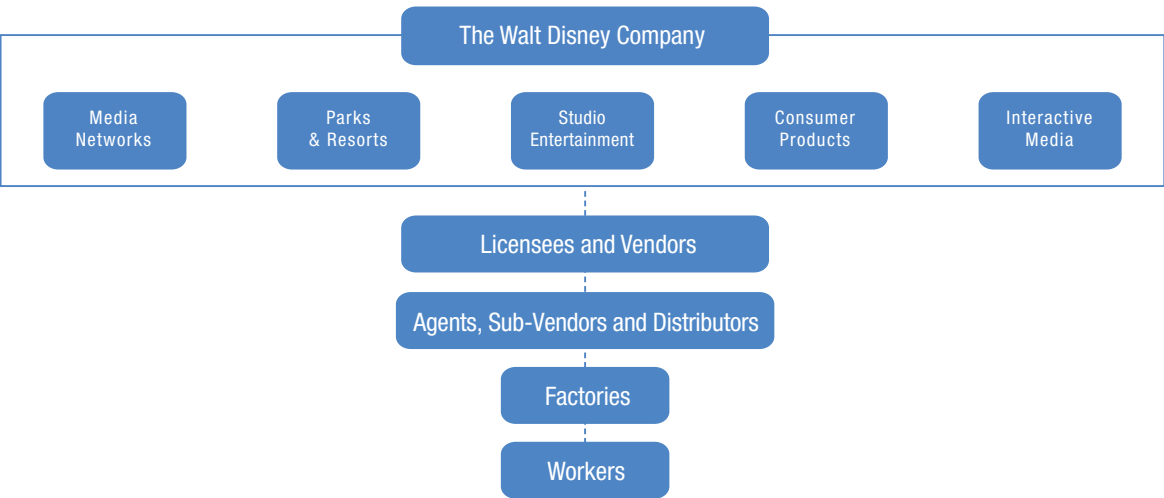 The Walt Disney Company
Media
Networks
Parks
& Resorts
Studio
Entertainment
Consumer
Products
Interactive
Media
Licensees and Vendors
Agents, Sub-Vendors and Distributors
Factories
Workers